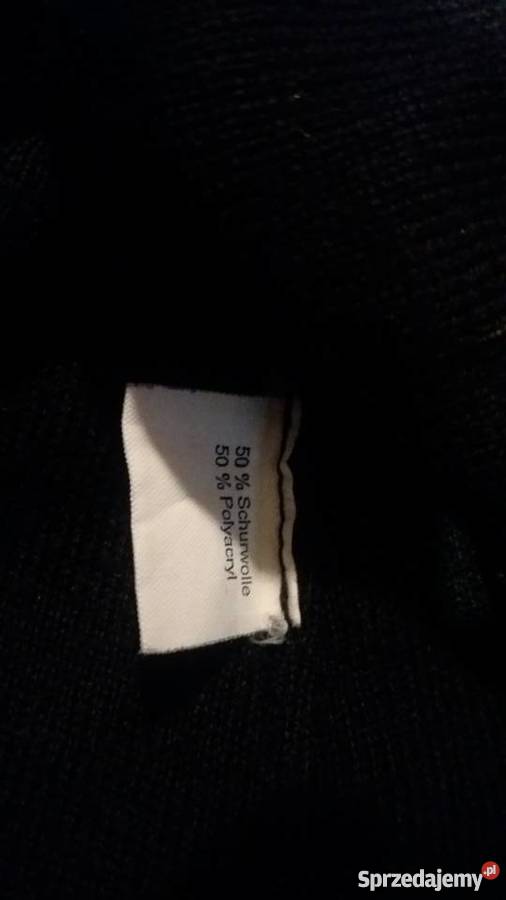 50 % Schurwolle
50 % Polyacryl
Sprzedajemy.pl